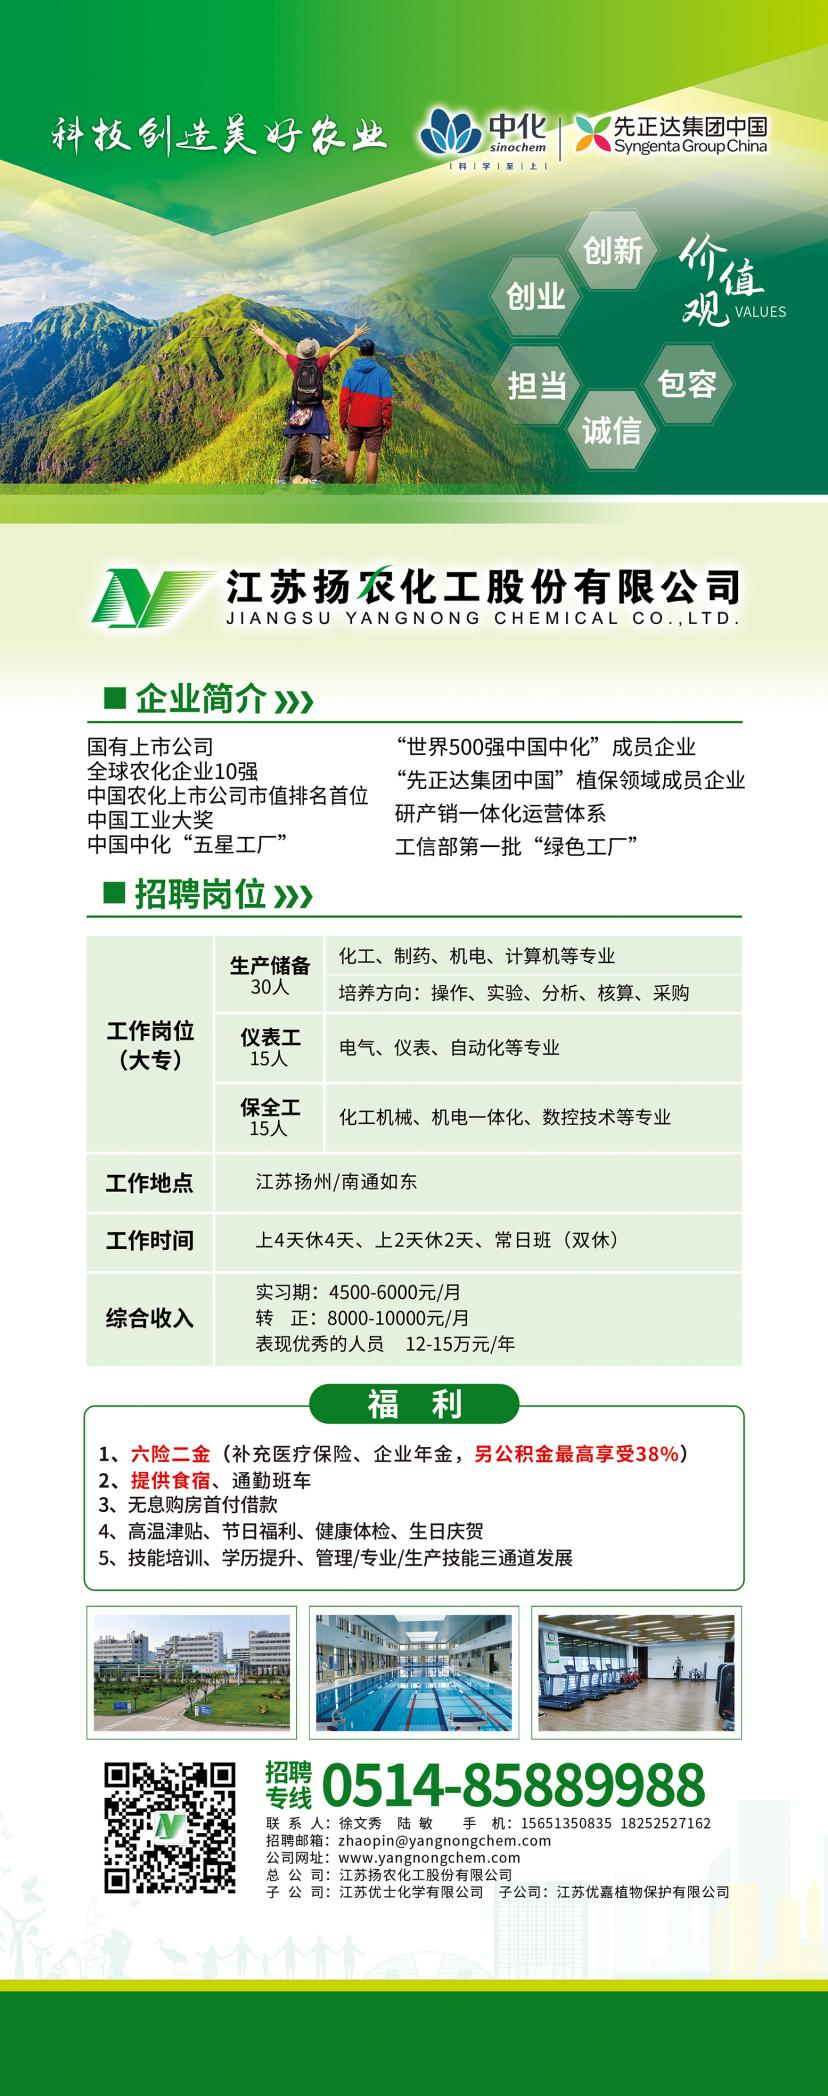 科技创造美好农业
中化
sinochem
科 学 至 上
先正达集团中国
Syngenta Group China
创新
创业
担当
诚信
包容
价值观
VALUES
江苏扬农化工股份有限公司
JIANGSU YANGNONG CHEMICAL CO.,LTD.
企业简介
国有上市公司
全球农化企业10强
中国农化上市公司市值排名首位
中国工业大奖
中国中化“五星工厂”
“世界500强中国中化”成员企业
“先正达集团中国”植保领域成员企业
研产销一体化运营体系
工信部第一批“绿色工厂”
招聘岗位
工作岗位
（大专）
生产储备
30人
化工、制药、机电、计算机等专业
培养方向：操作、实验、分析、核算、采购
仪表工
15人
电气、仪表、自动化等专业
保全工
15人
化工机械、机电一体化、数控技术等专业
工作地点
江苏扬州/南通如东
工作时间
上4天休4天、上2天休2天、常日班（双休）
综合收入
实习期：4500-6000元/月
转 正：8000-10000元/月
表现优秀的人员 12-15万元/年
福 利
1、六险二金（补充医疗保险、企业年金，另公积金最高享受38%）
2、提供食宿、通勤班车
3、无息购房首付借款
4、高温津贴、节日福利、健康体检、生日庆贺
5、技能培训、学历提升、管理/专业/生产技能三通道发展
招聘专线 0514-85889988
联 系 人：徐文秀 陆 敏 手 机：15651350835 18252527162
招聘邮箱：zhaopin@yangnongchem.com
公司网址：www.yangnongchem.com
总 公 司：江苏扬农化工股份有限公司
子 公 司：江苏优士化学有限公司 子公司：江苏优嘉植物保护有限公司